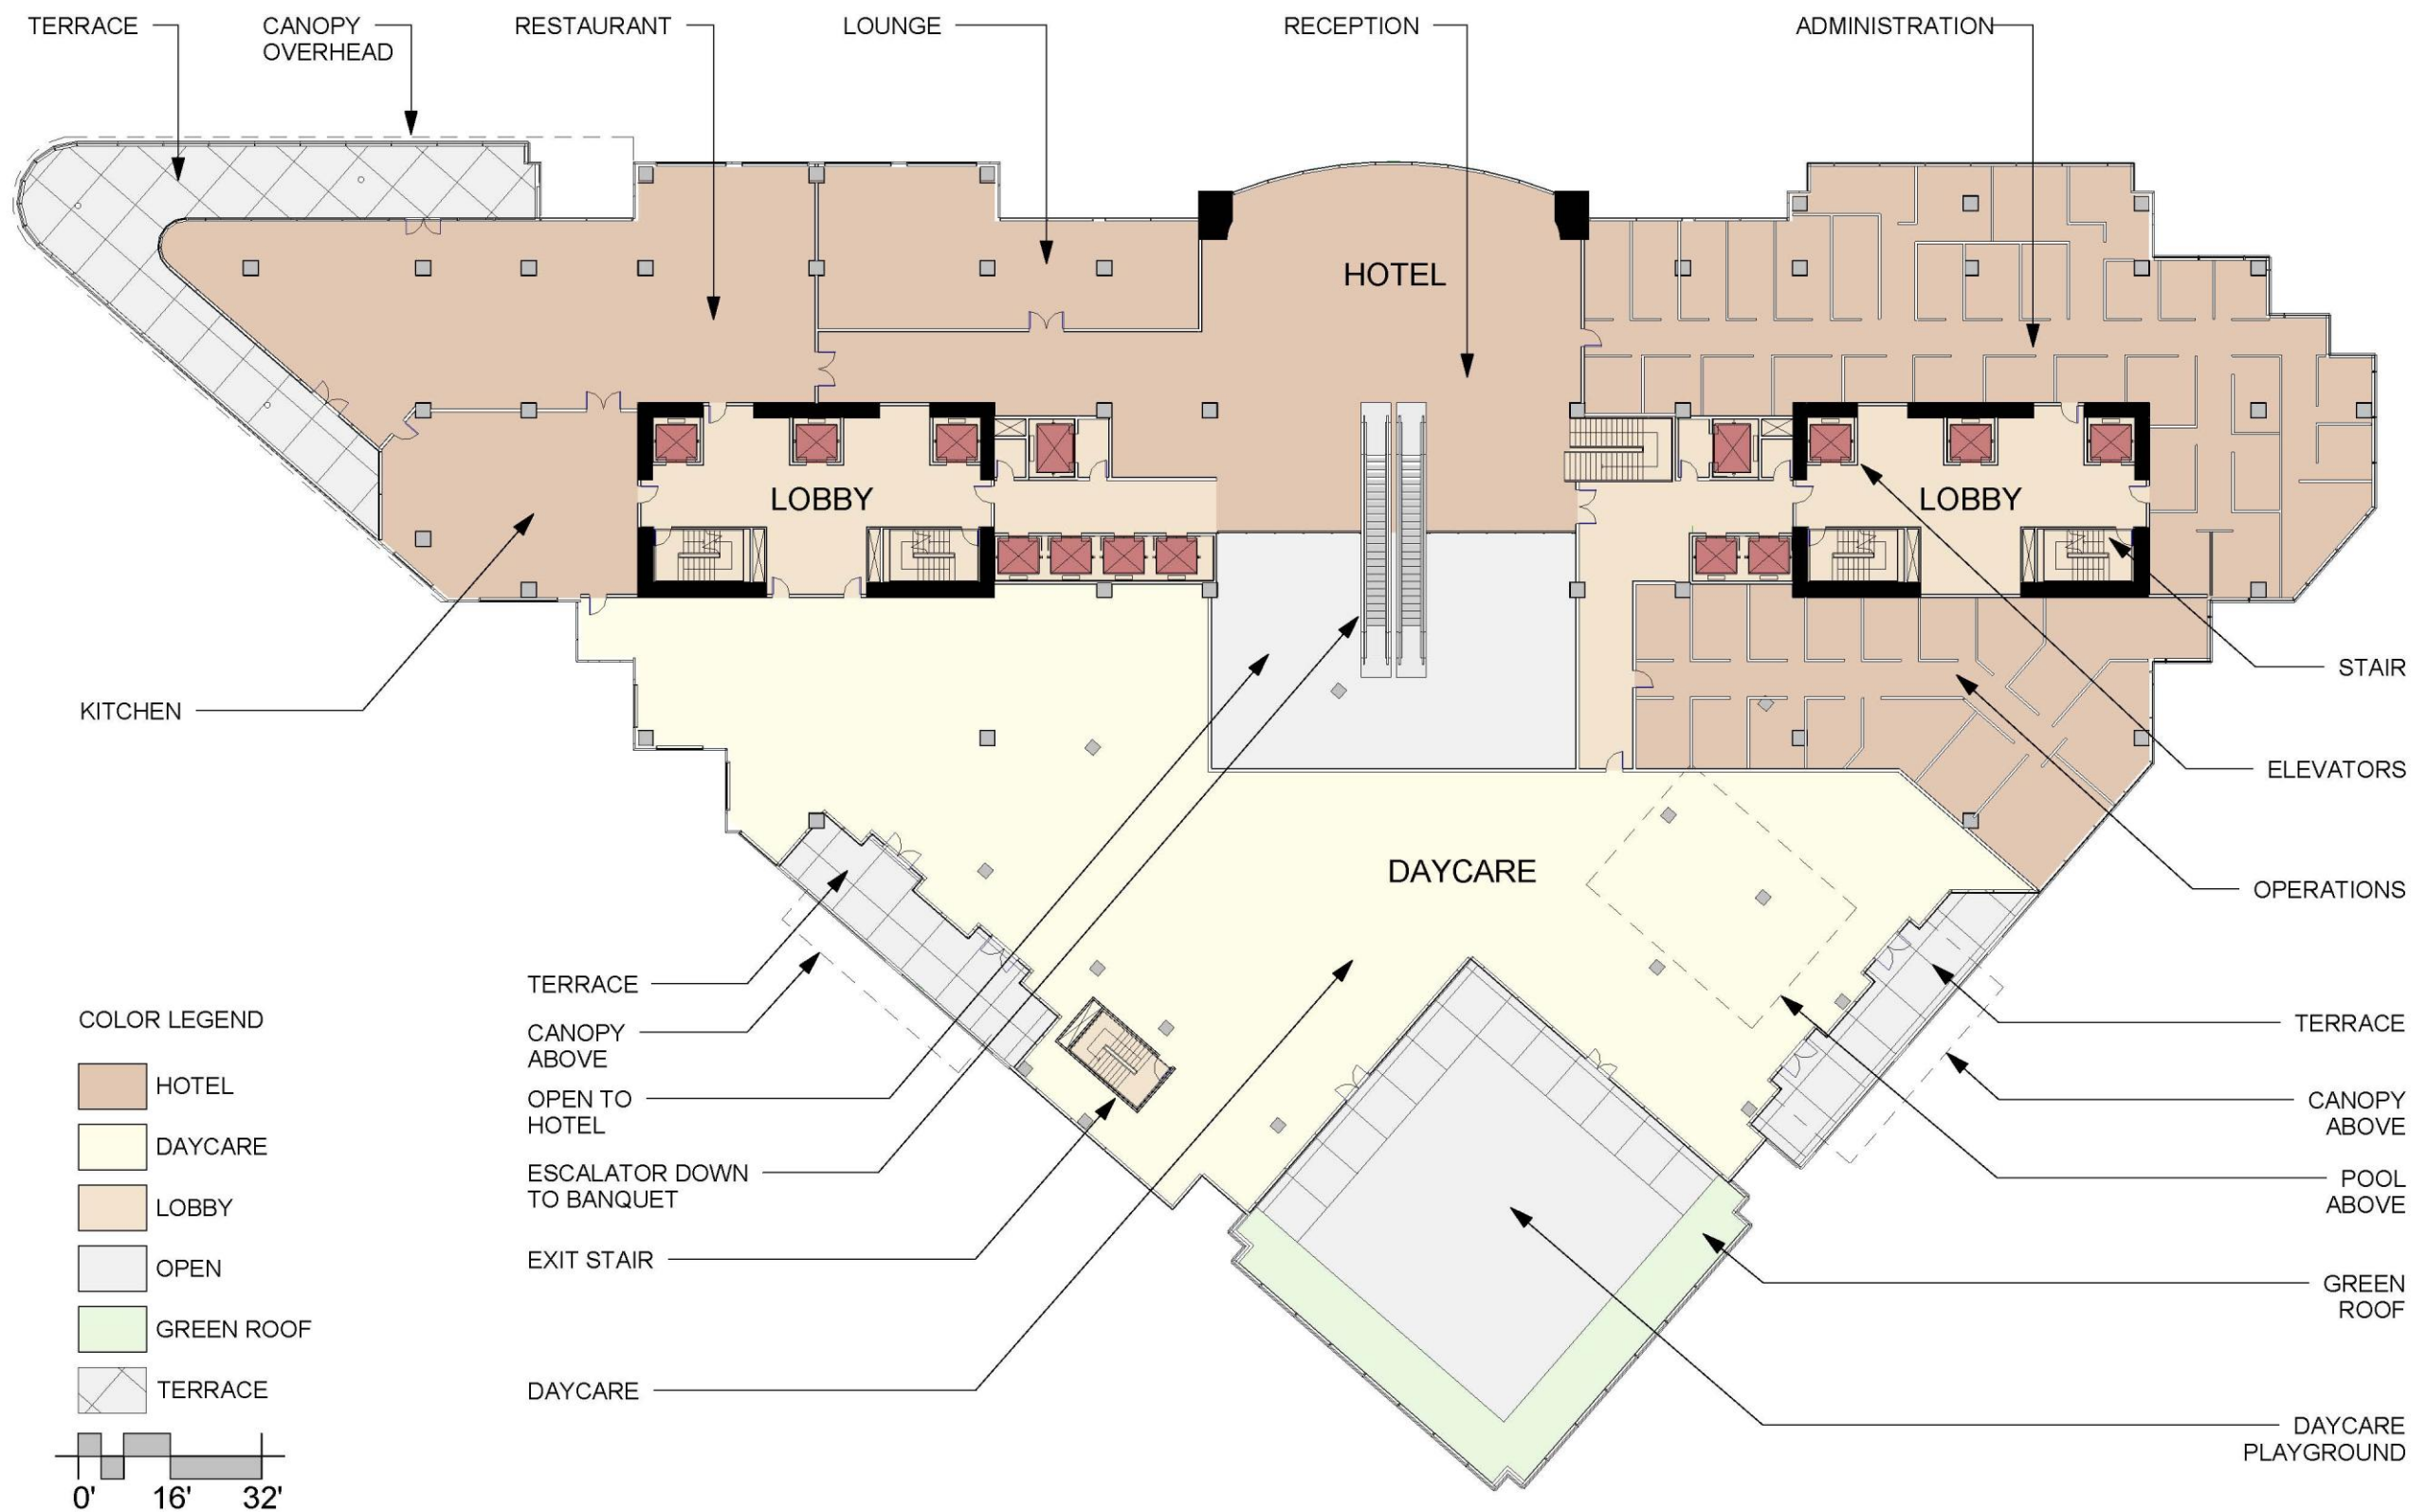 TERRACE
CANOPY
OVERHEAD
RESTAURANT
LOUNGE
RECEPTION
ADMINISTRATION
HOTEL
LOBBY
LOBBY
KITCHEN
STAIR
ELEVATORS
OPERATIONS
DAYCARE
TERRACE
CANOPY
ABOVE
OPEN TO
HOTEL
ESCALATOR DOWN
TO BANQUET
EXIT STAIR
DAYCARE
TERRACE
CANOPY
ABOVE
POOL
ABOVE
GREEN
ROOF
DAYCARE
PLAYGROUND
COLOR LEGEND
HOTEL
DAYCARE
LOBBY
OPEN
GREEN ROOF
TERRACE
0' 16' 32'